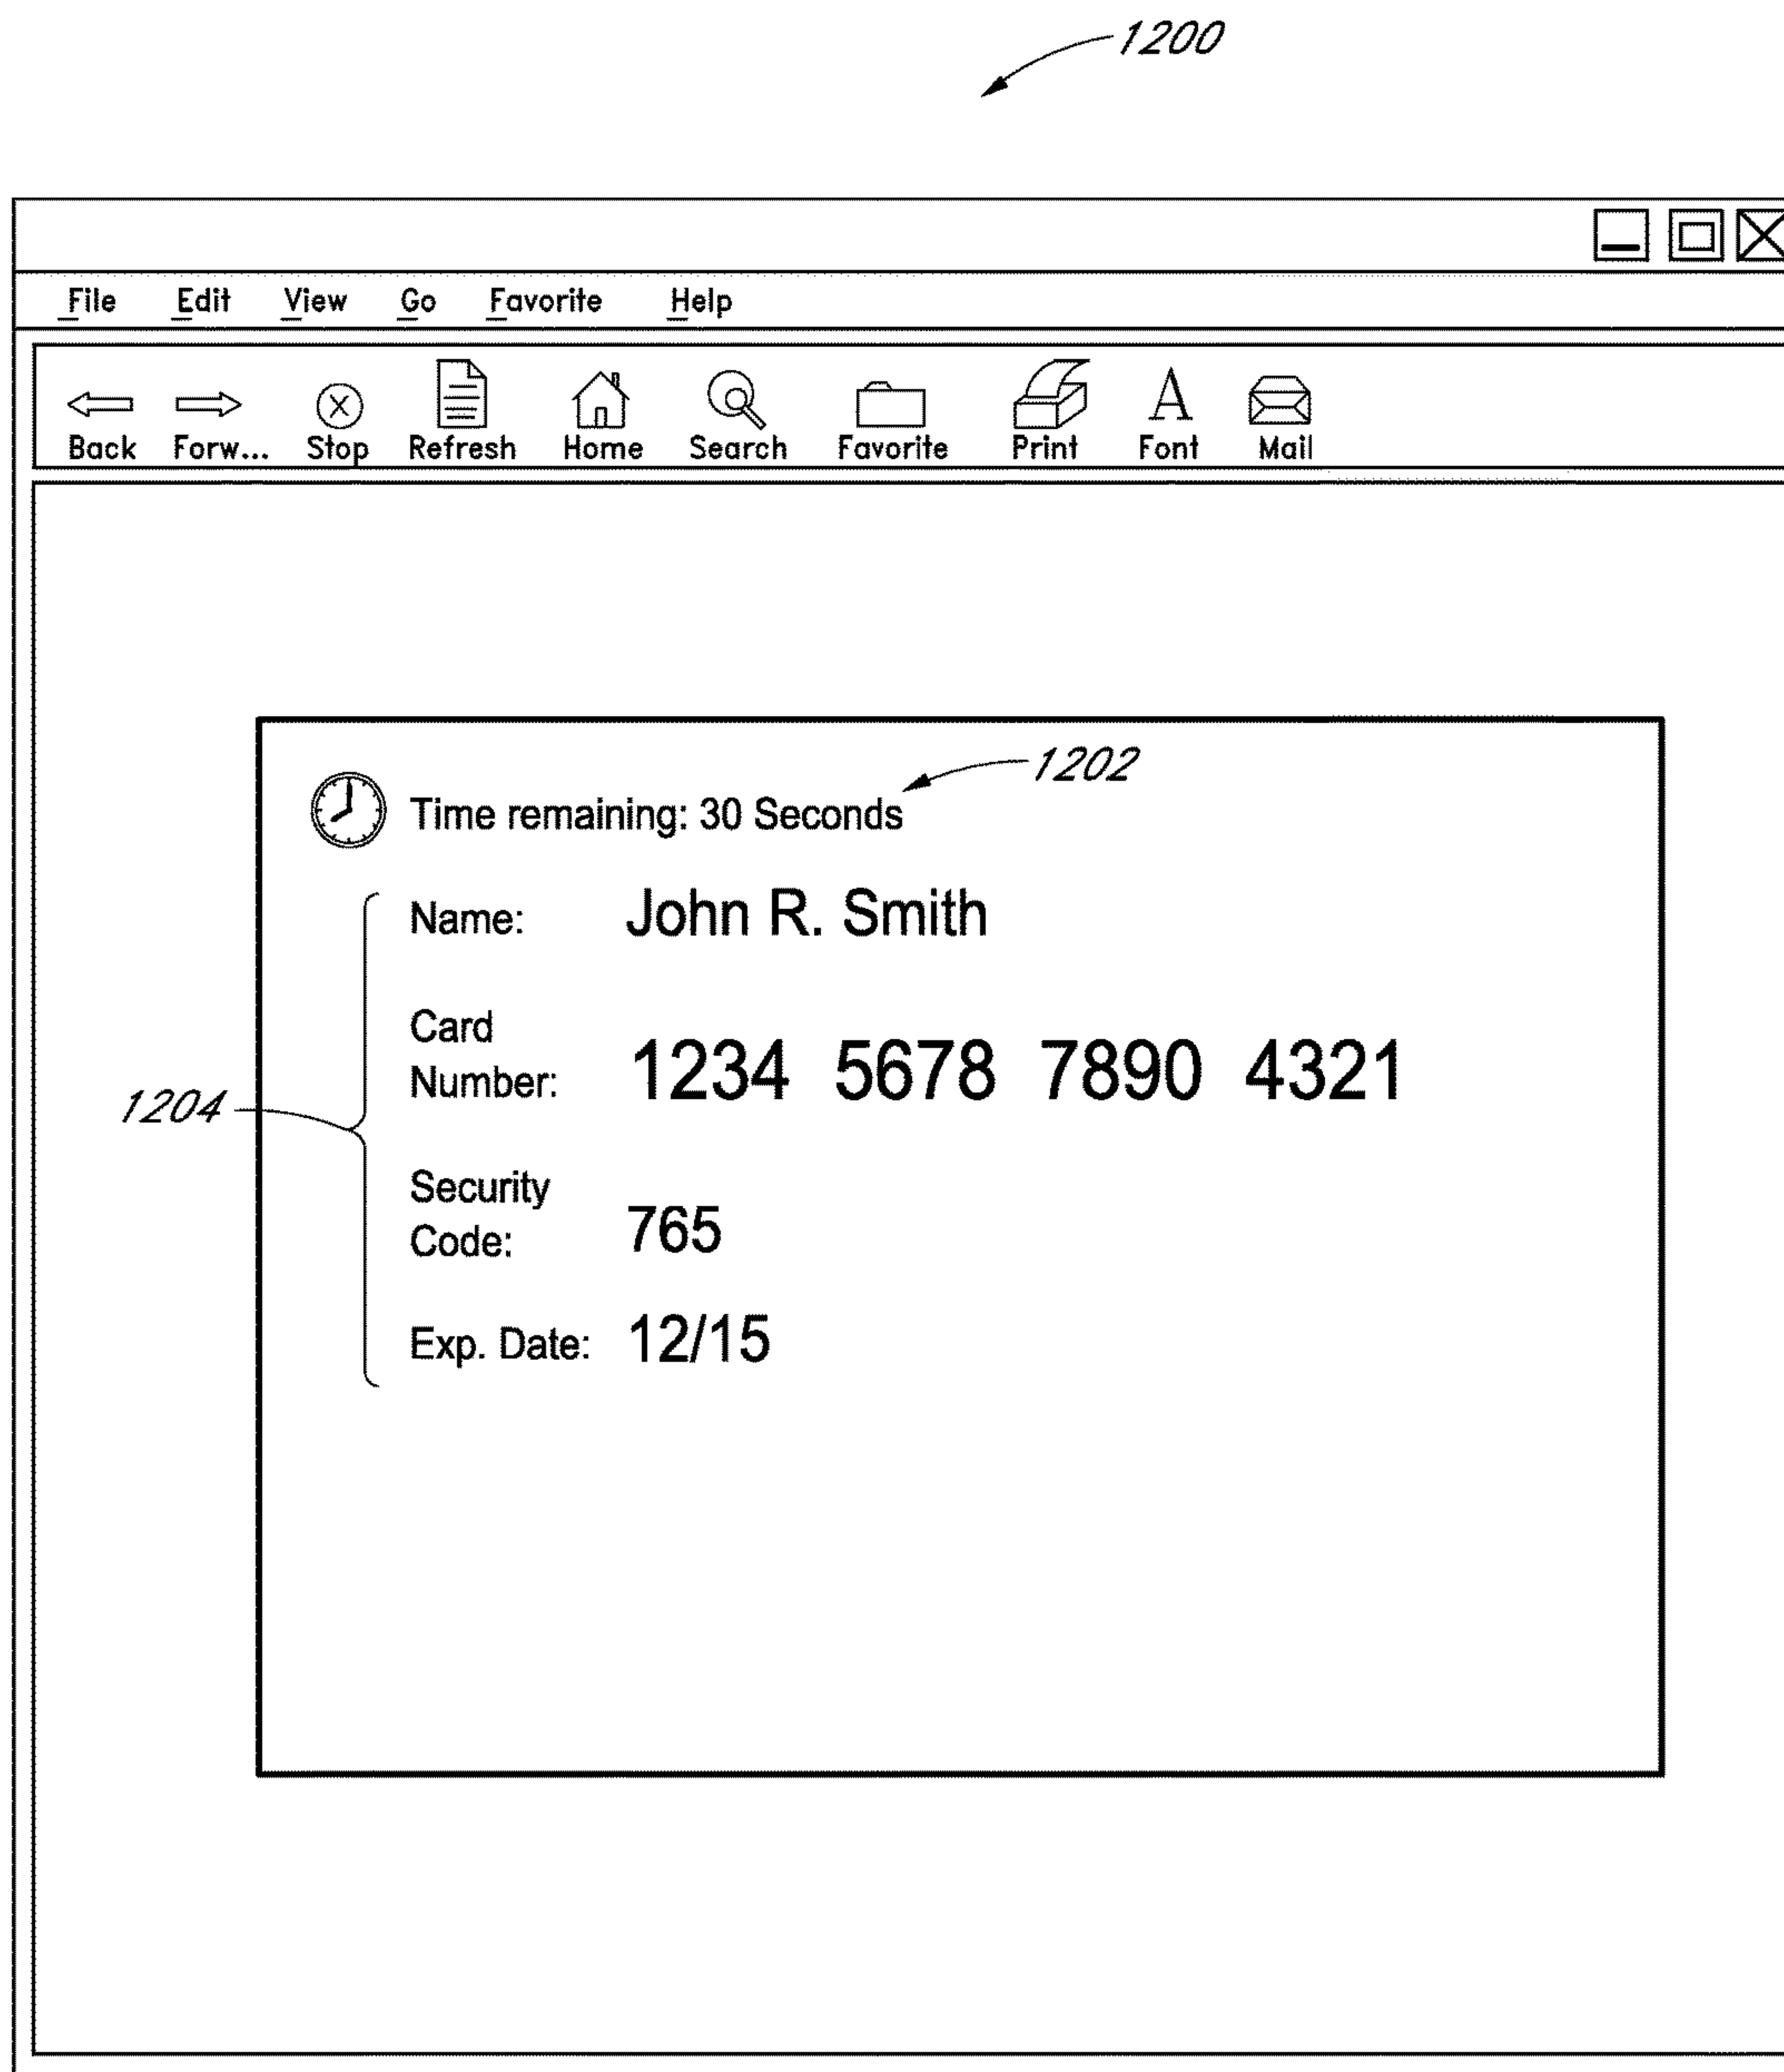 1200
File Edit View Go Favorite Help
Back Forw... Stop Refresh Home Search Favorite Print Font Mail
1202
Time remaining: 30 Seconds
Name: John R. Smith
Card
Number: 1234 5678 7890 4321
1204
Security
Code: 765
Exp. Date: 12/15